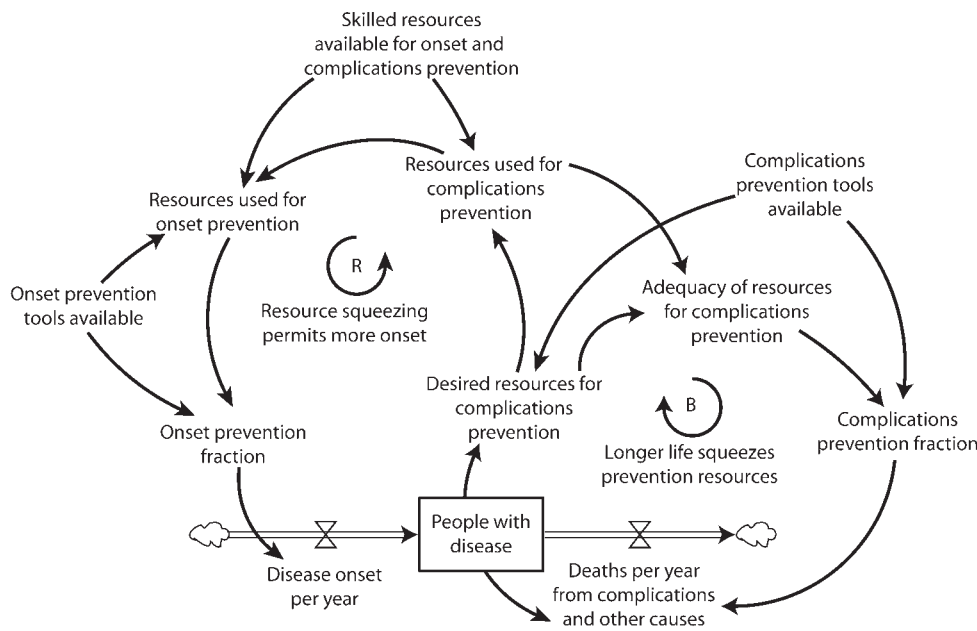 Skilled resources
available for onset and
complications prevention
Resources used for
complications
prevention
Complications
prevention tools
available
Resources used for
onset prevention
R
Resource squeezing
permits more onset
Onset prevention
tools available
Adequacy of resources
for complications
prevention
Desired resources for
complications
prevention
B
Longer life squeezes
prevention resources
Complications
prevention fraction
Onset prevention
fraction
People with
disease
Disease onset
per year
Deaths per year
from complications
and other causes